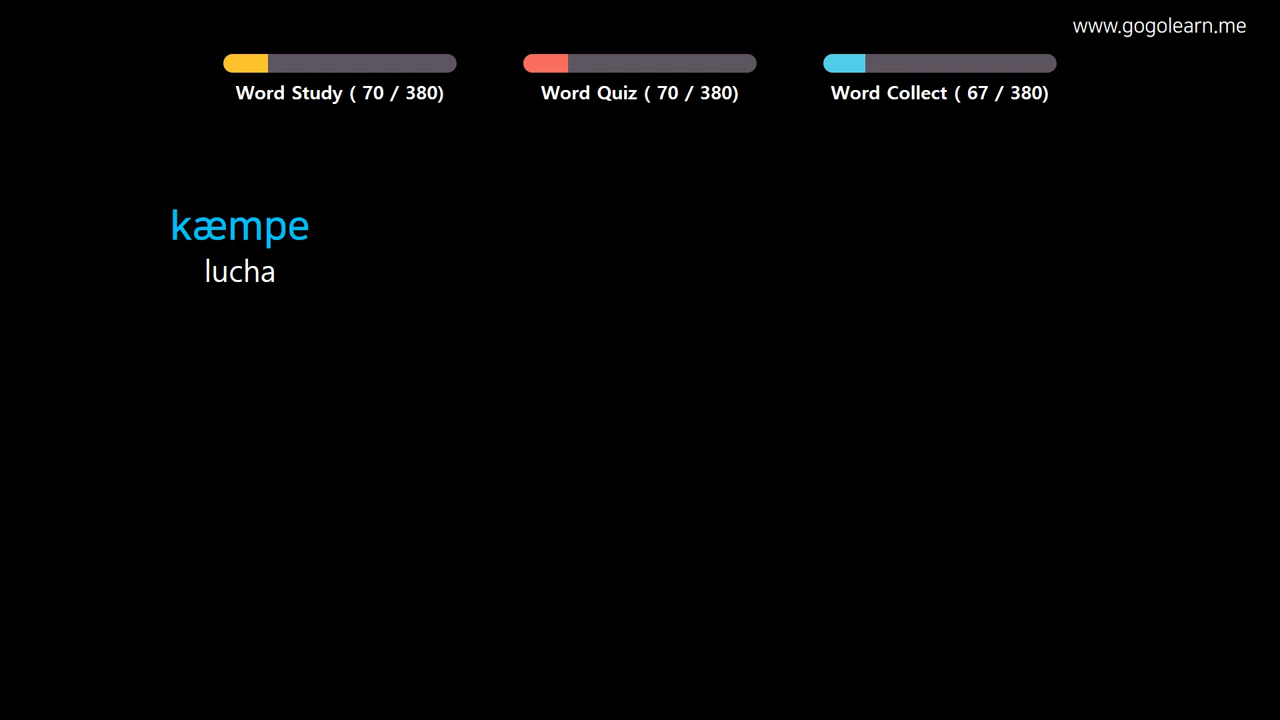 www.gogolearn.me
Word Study ( 70 / 380)
Word Quiz ( 70 / 380)
Word Collect ( 67 / 380)
kæmpe
lucha